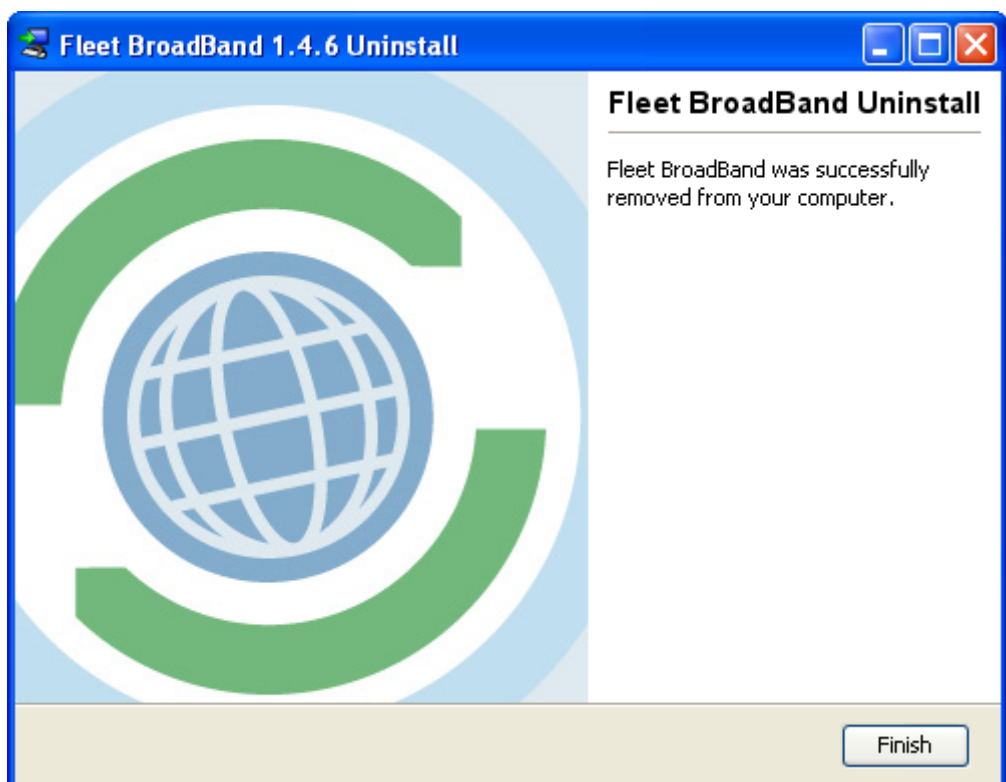 Fleet BroadBand 1.4.6 Uninstall
Fleet BroadBand Uninstall
Fleet BroadBand was successfully
removed from your computer.
Finish